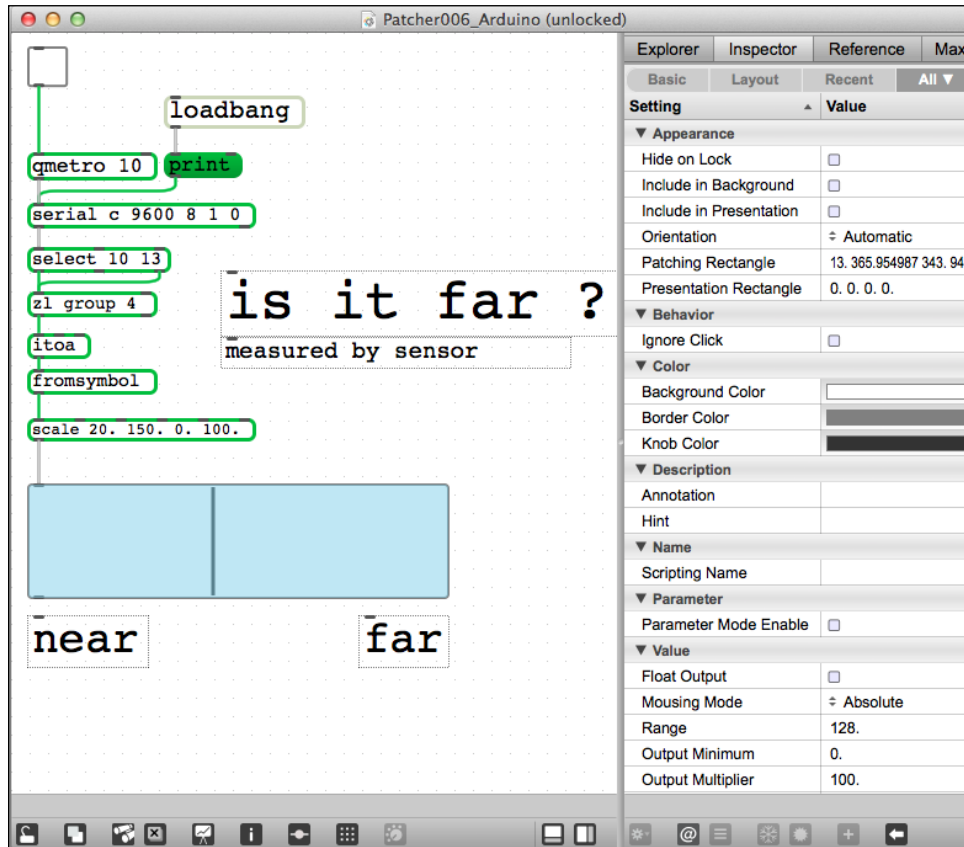 Patcher006_Arduino (unlocked)
loadbang
qmetro 10
print
serial c 9600 8 1 0
select 10 13
zl group 4
itoa
fromsymbol
scale 20. 150. 0. 100.
is it far ?
measured by sensor
near
far
Explorer Inspector Reference Max
Basic Layout Recent All ▼
Setting Value
▼ Appearance
Hide on Lock
Include in Background
Include in Presentation
Orientation Automatic
Patching Rectangle 13. 365.954987 343. 94
Presentation Rectangle 0. 0. 0. 0.
▼ Behavior
Ignore Click
▼ Color
Background Color
Border Color
Knob Color
▼ Description
Annotation
Hint
▼ Name
Scripting Name
▼ Parameter
Parameter Mode Enable
▼ Value
Float Output
Mousing Mode Absolute
Range 128.
Output Minimum 0.
Output Multiplier 100.